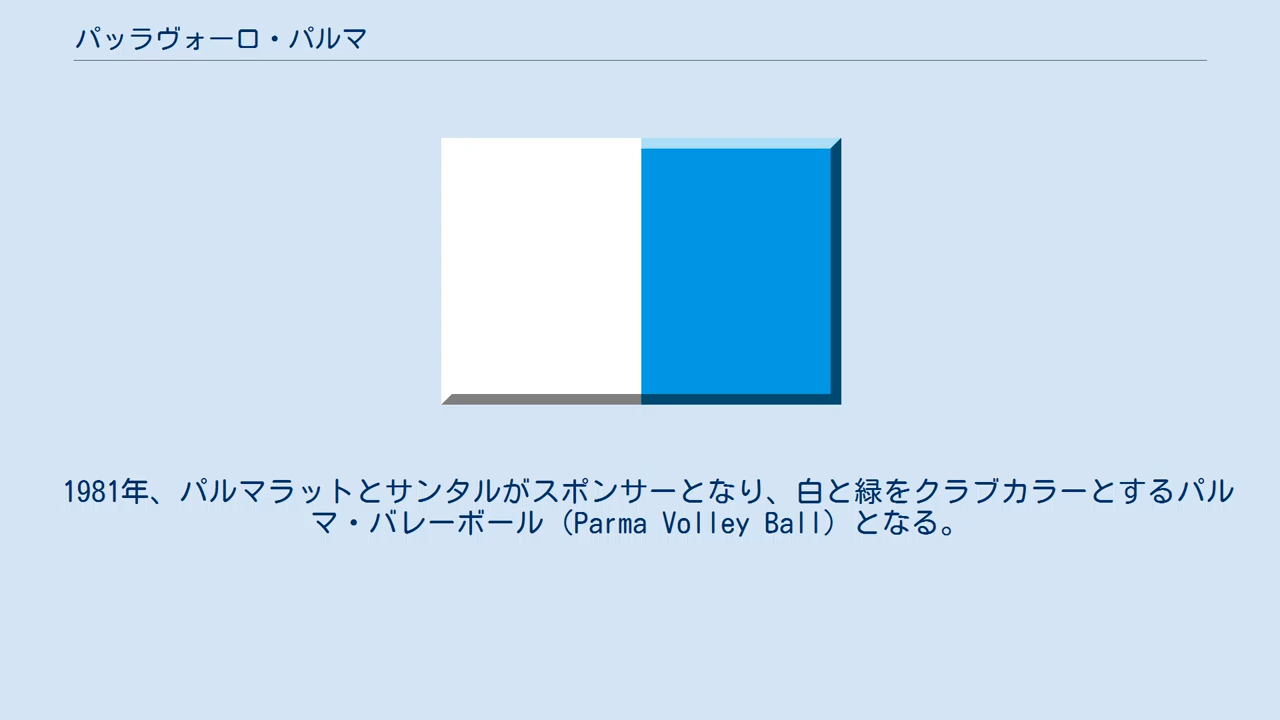 パッラヴォーロ・パルマ
1981年、パルマラットとサンタルがスポンサーとなり、白と緑をクラブカラーとするパル
マ・バレーボール（Parma Volley Ball）となる。